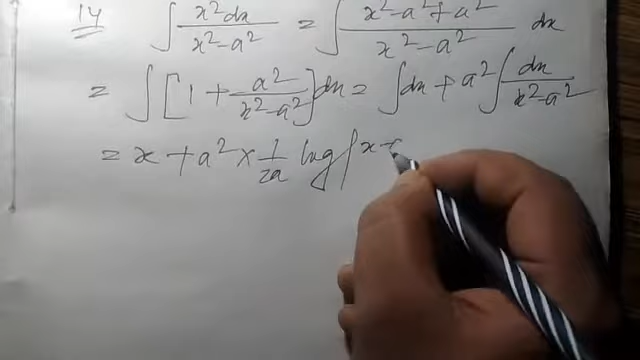 14 ∫ x²dx / x²-a² = ∫ x²-a²+a² / x²-a² dx
= ∫ [1 + a² / x²-a²] dx = ∫dx + a² ∫ dx / x²-a²
= x + a² × 1/2a log | x-